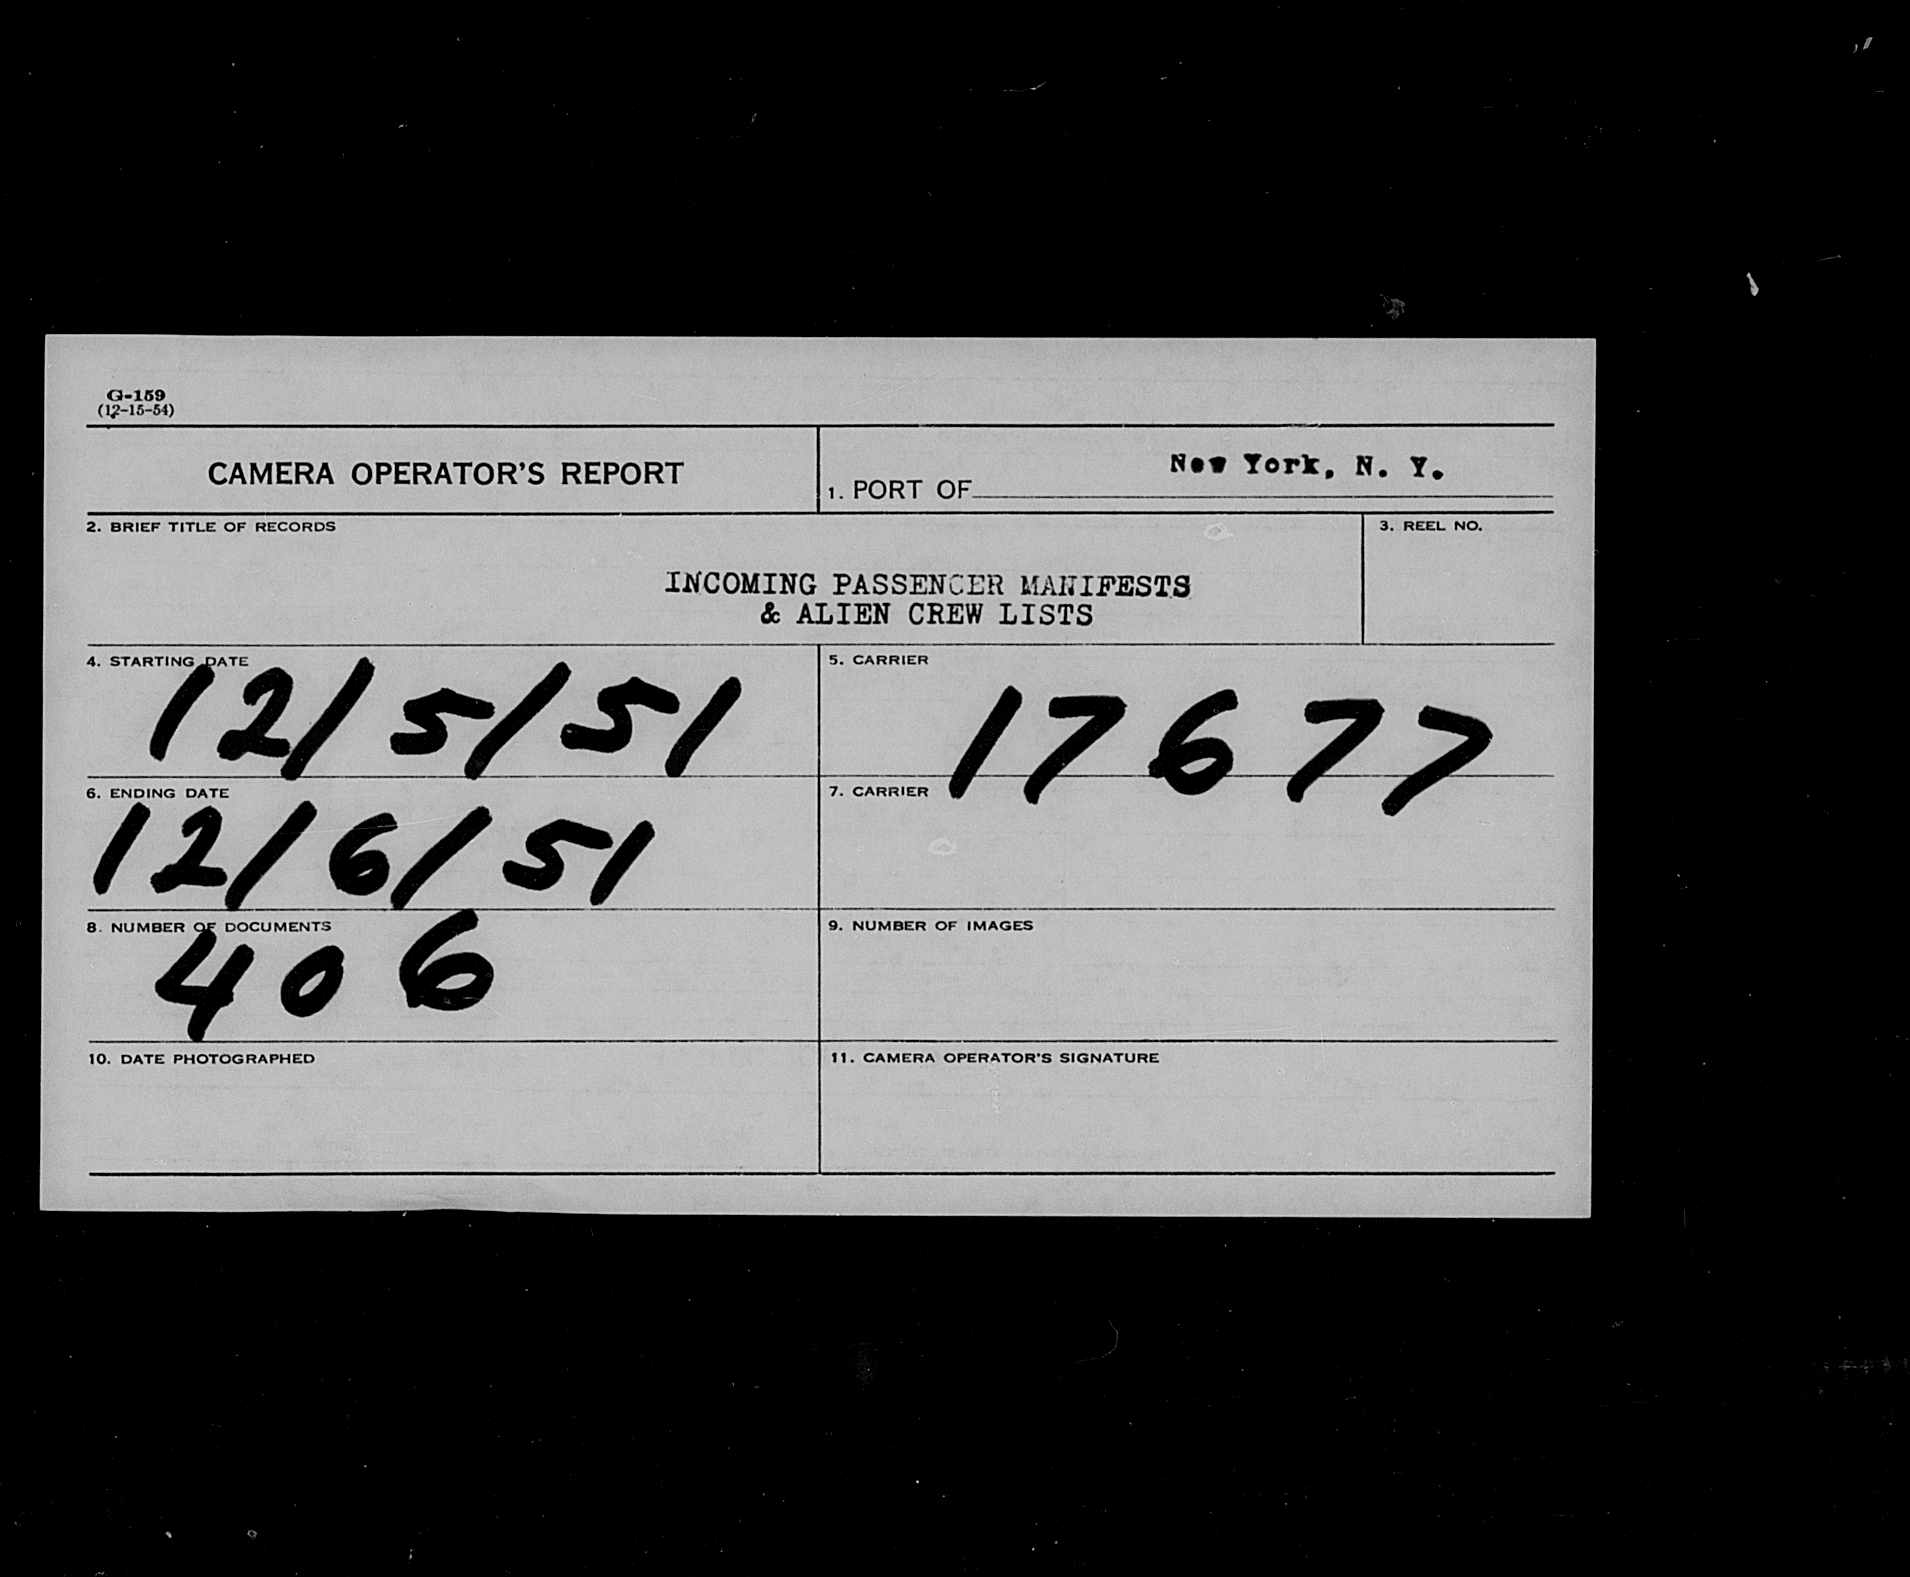 G-159
(12-15-54)
CAMERA OPERATOR'S REPORT
1. PORT OF New York, N. Y.
2. BRIEF TITLE OF RECORDS
3. REEL NO.
INCOMING PASSENGER MANIFESTS
& ALIEN CREW LISTS
4. STARTING DATE
12/5/51
5. CARRIER
17677
6. ENDING DATE
12/6/51
7. CARRIER
8. NUMBER OF DOCUMENTS
406
9. NUMBER OF IMAGES
10. DATE PHOTOGRAPHED
11. CAMERA OPERATOR'S SIGNATURE